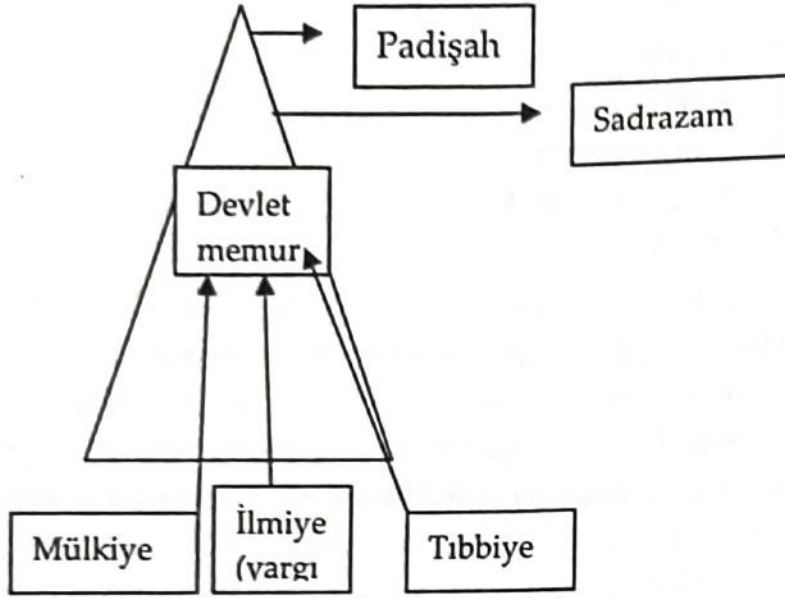 Padişah
Sadrazam
Devlet
memur
Mülkiye
İlmiye
(yargı
Tıbbiye